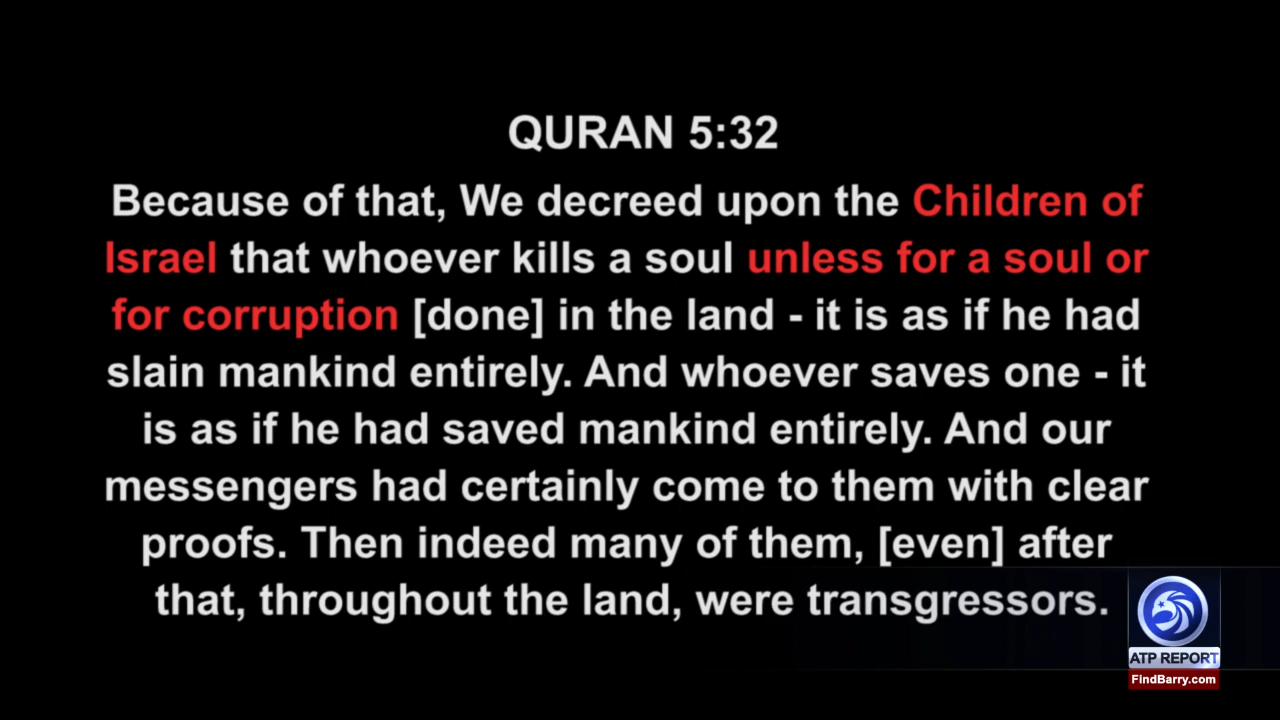 QURAN 5:32
Because of that, We decreed upon the Children of
Israel that whoever kills a soul unless for a soul or
for corruption [done] in the land - it is as if he had
slain mankind entirely. And whoever saves one - it
is as if he had saved mankind entirely. And our
messengers had certainly come to them with clear
proofs. Then indeed many of them, [even] after
that, throughout the land, were transgressors.
ATP REPORT
FindBarry.com